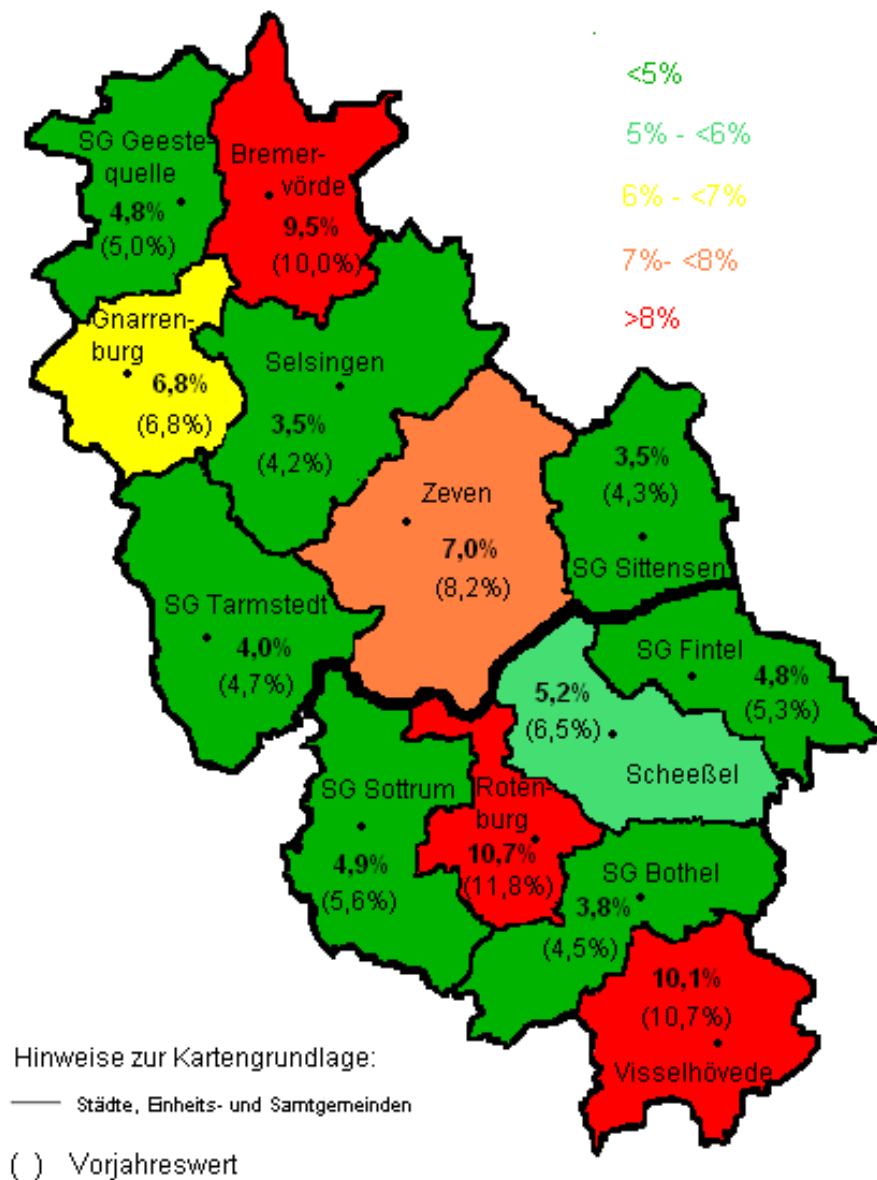 <5%
5% - <6%
6% - <7%
7%- <8%
>8%
SG Geeste-
quelle
4,8%
(5,0%)
Bremer-
vörde
9,5%
(10,0%)
Gnarren-
burg
6,8%
(6,8%)
Selsingen
3,5%
(4,2%)
Zeven
7,0%
(8,2%)
3,5%
(4,3%)
SG Sittensen
SG Tarmstedt
4,0%
(4,7%)
SG Fintel
4,8%
(5,3%)
5,2%
(6,5%)
Scheeßel
SG Sottrum
4,9%
(5,6%)
Roten-
burg
10,7%
(11,8%)
SG Bothel
3,8%
(4,5%)
10,1%
(10,7%)
Visselhövede
Hinweise zur Kartengrundlage:
Städte, Einheits- und Samtgemeinden
( ) Vorjahreswert